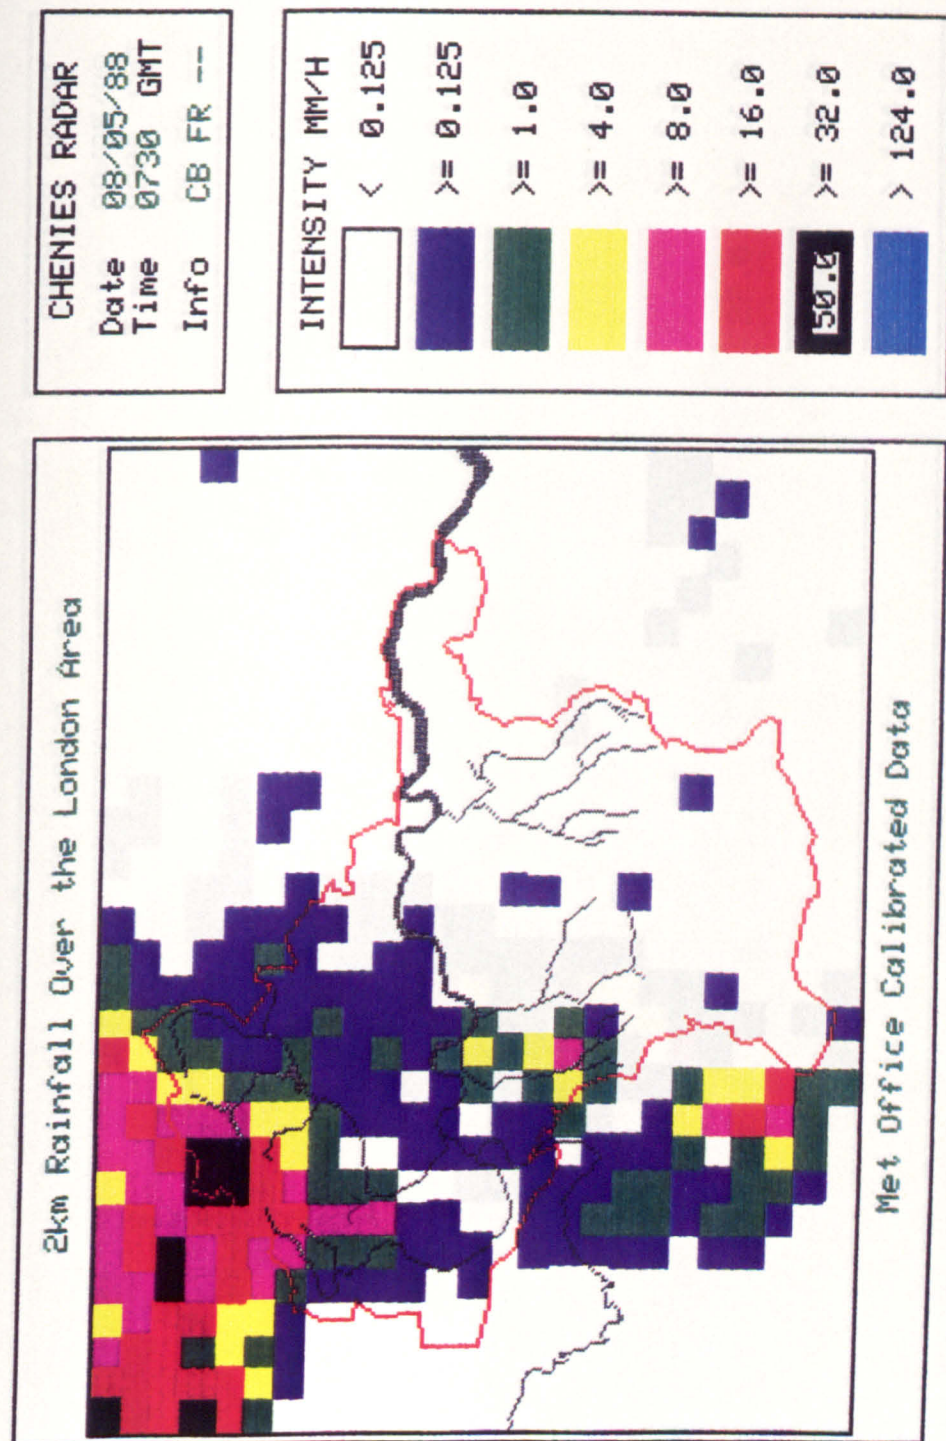 2km Rainfall Over the London Area
Met Office Calibrated Data
CHENIES RADAR
Date 08/05/88
Time 0730 GMT
Info CB FR --
INTENSITY MM/H
< 0.125
>= 0.125
>= 1.0
>= 4.0
>= 8.0
>= 16.0
50.0 >= 32.0
> 124.0